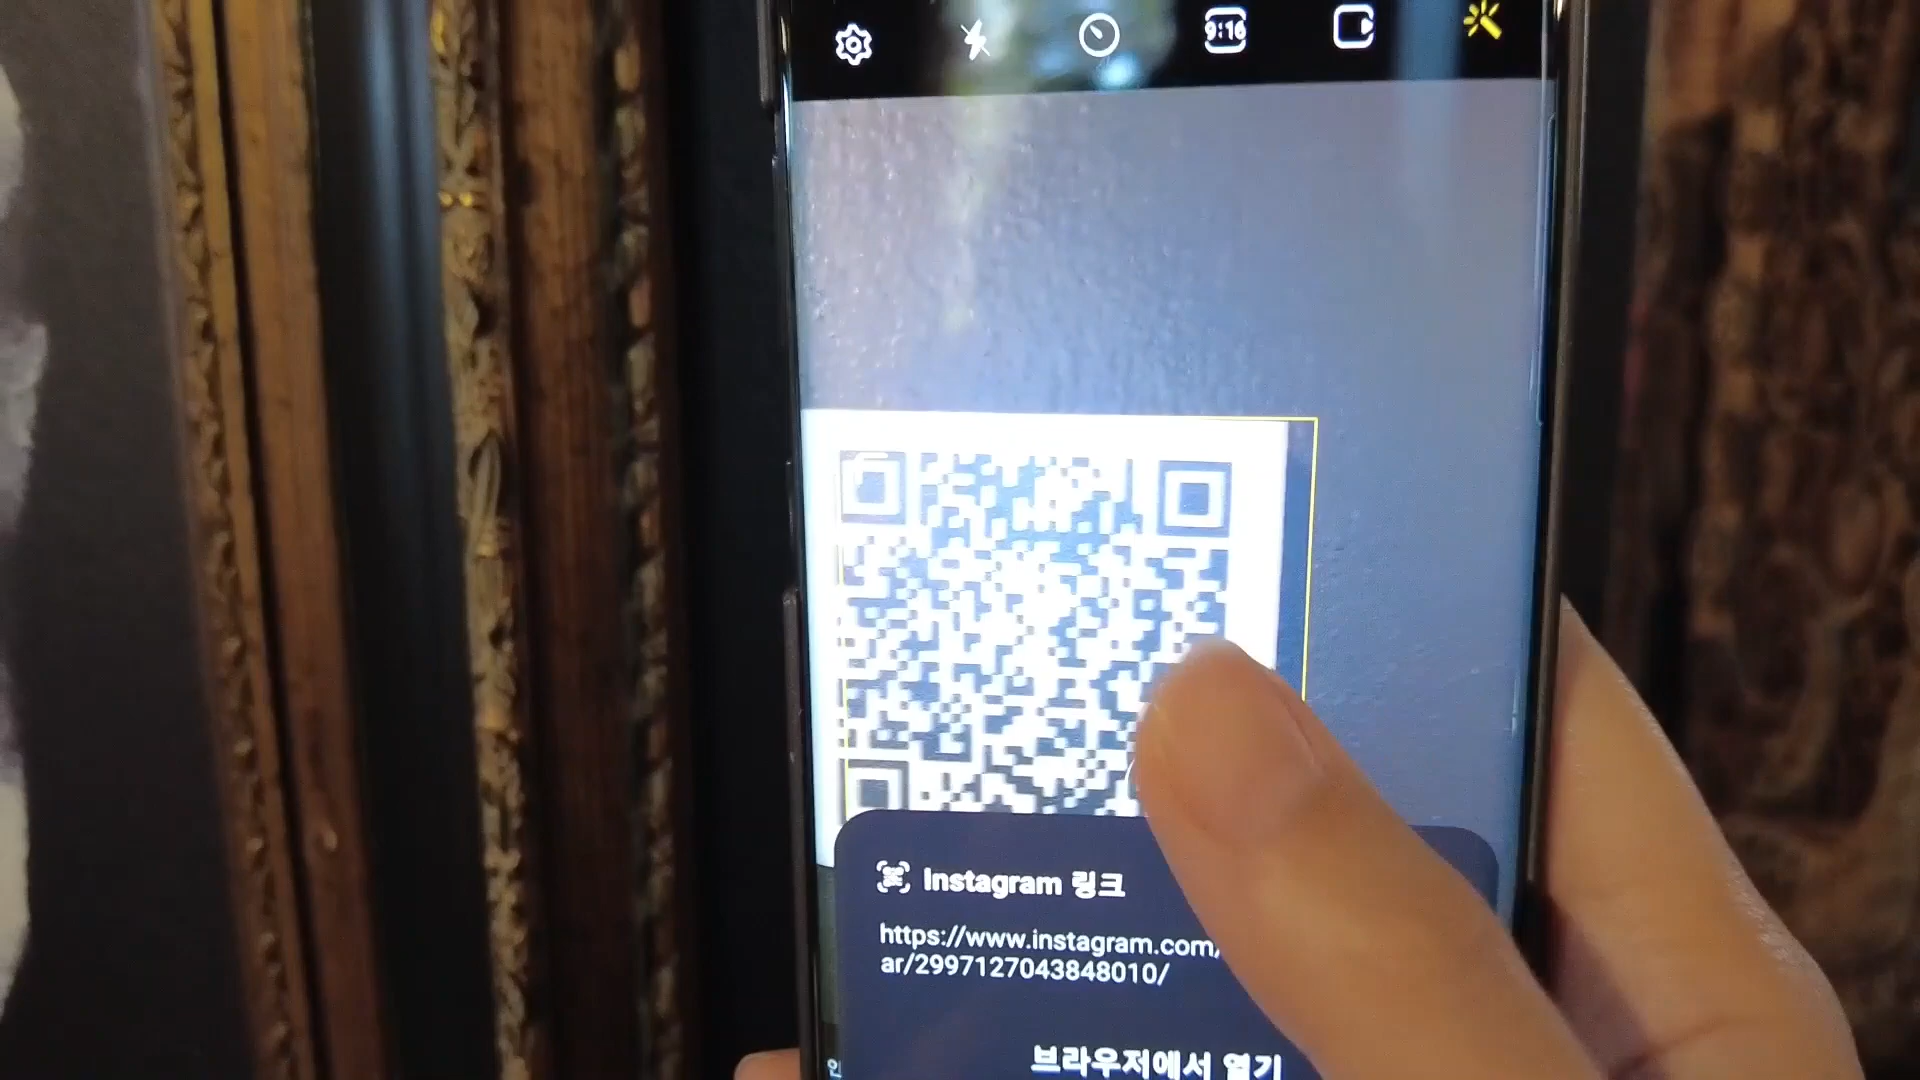 9:16
Instagram 링크
https://www.instagram.com/
ar/2997127043848010/
브라우저에서 열기
인